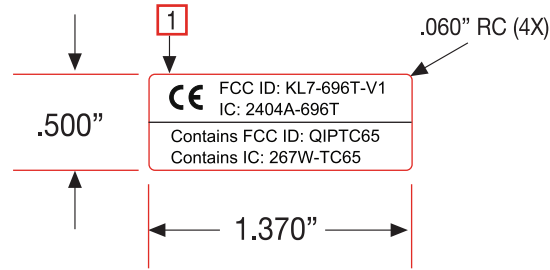 1
.060” RC (4X)
CE FCC ID: KL7-696T-V1
IC: 2404A-696T
.500”
Contains FCC ID: QIPTC65
Contains IC: 267W-TC65
1.370”